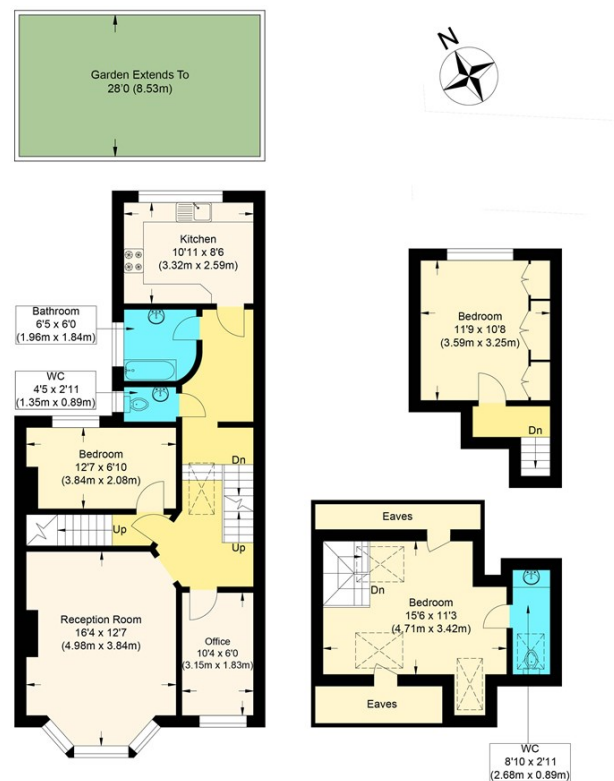 Garden Extends To
28'0 (8.53m)
N
Kitchen
10'11 x 8'6
(3.32m x 2.59m)
Bathroom
6'5 x 6'0
(1.96m x 1.84m)
WC
4'5 x 2'11
(1.35m x 0.89m)
Bedroom
12'7 x 6'10
(3.84m x 2.08m)
Dn
Up
Up
Reception Room
16'4 x 12'7
(4.98m x 3.84m)
Office
10'4 x 6'0
(3.15m x 1.83m)
Bedroom
11'9 x 10'8
(3.59m x 3.25m)
Dn
Eaves
Dn
Bedroom
15'6 x 11'3
(4.71m x 3.42m)
Eaves
WC
8'10 x 2'11
(2.68m x 0.89m)